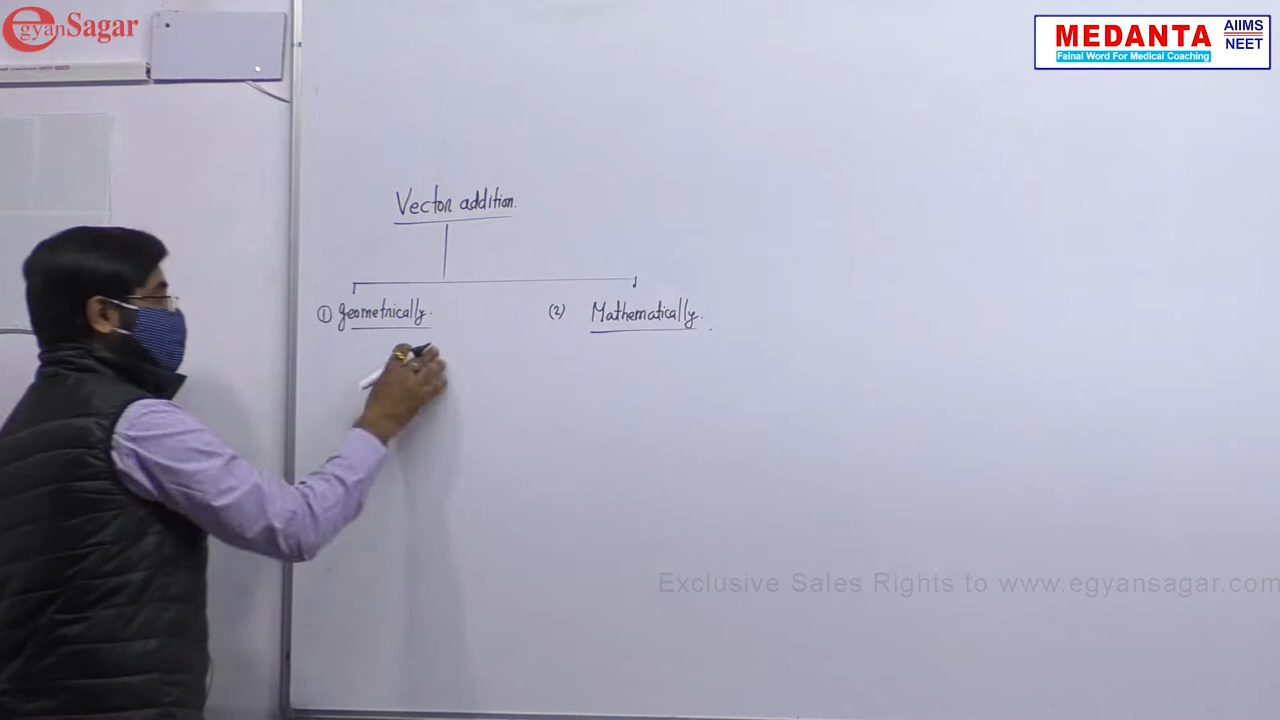 egyanSagar
MEDANTA
AIIMS
NEET
Fainal Word For Medical Coaching
Vector addition.
① Geometrically.
(2) Mathematically.
Exclusive Sales Rights to www.egyansagar.com